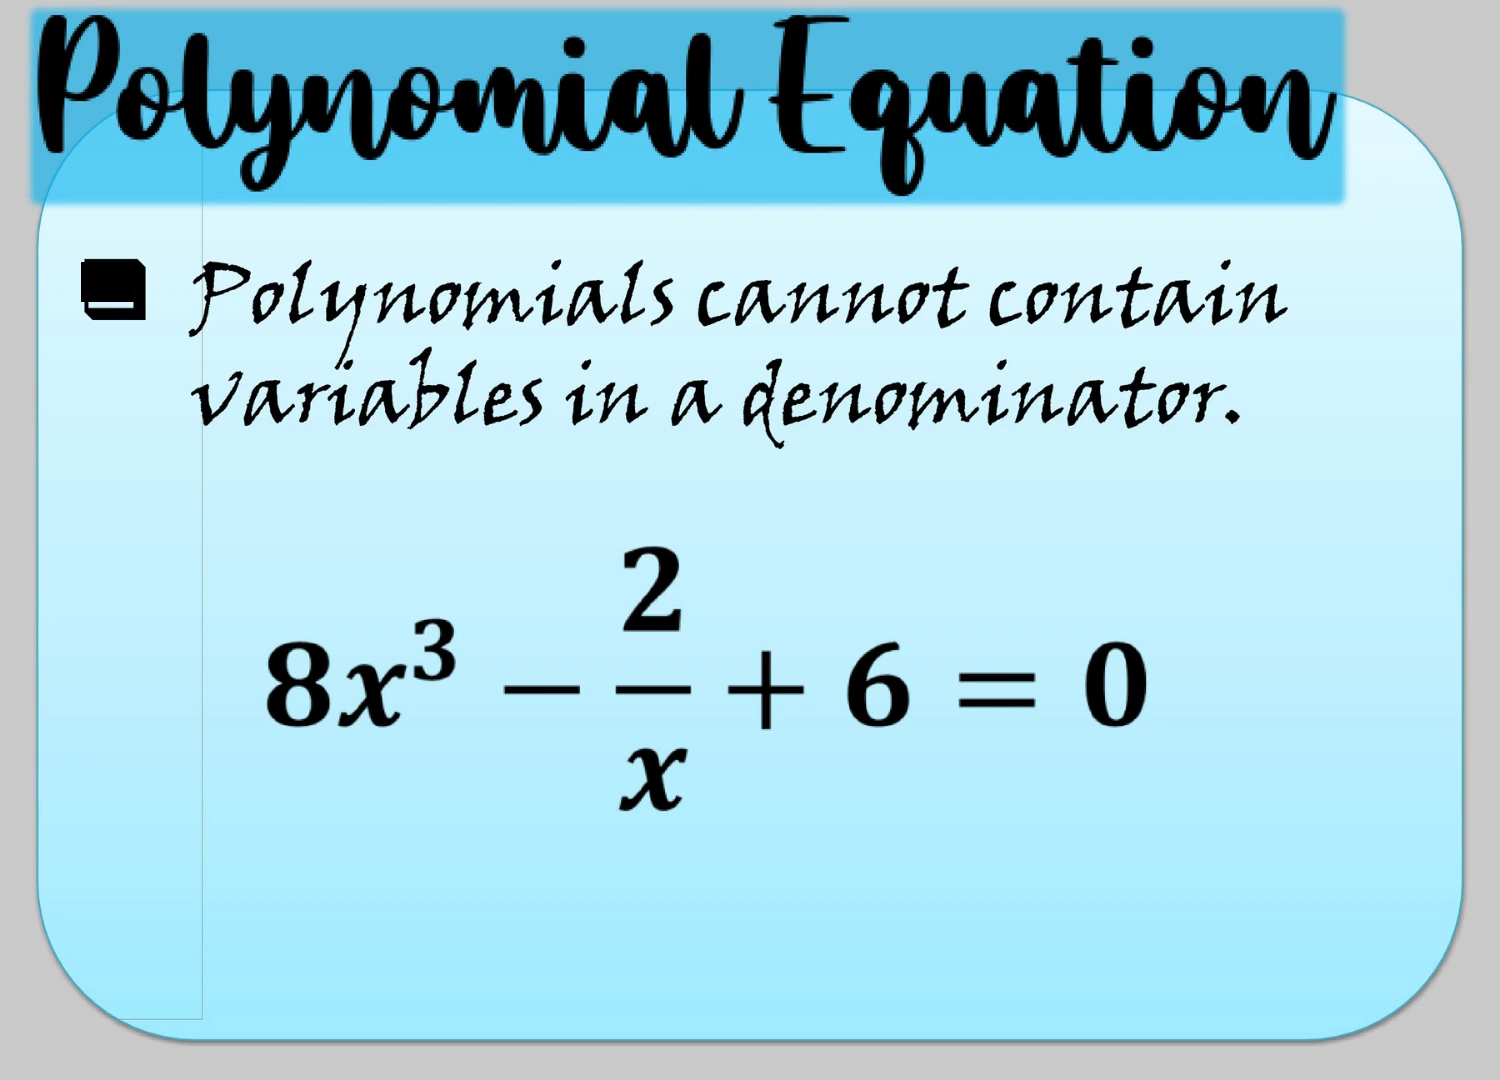 Polynomial Equation
Polynomials cannot contain
variables in a denominator.
8x³ − 2/x + 6 = 0